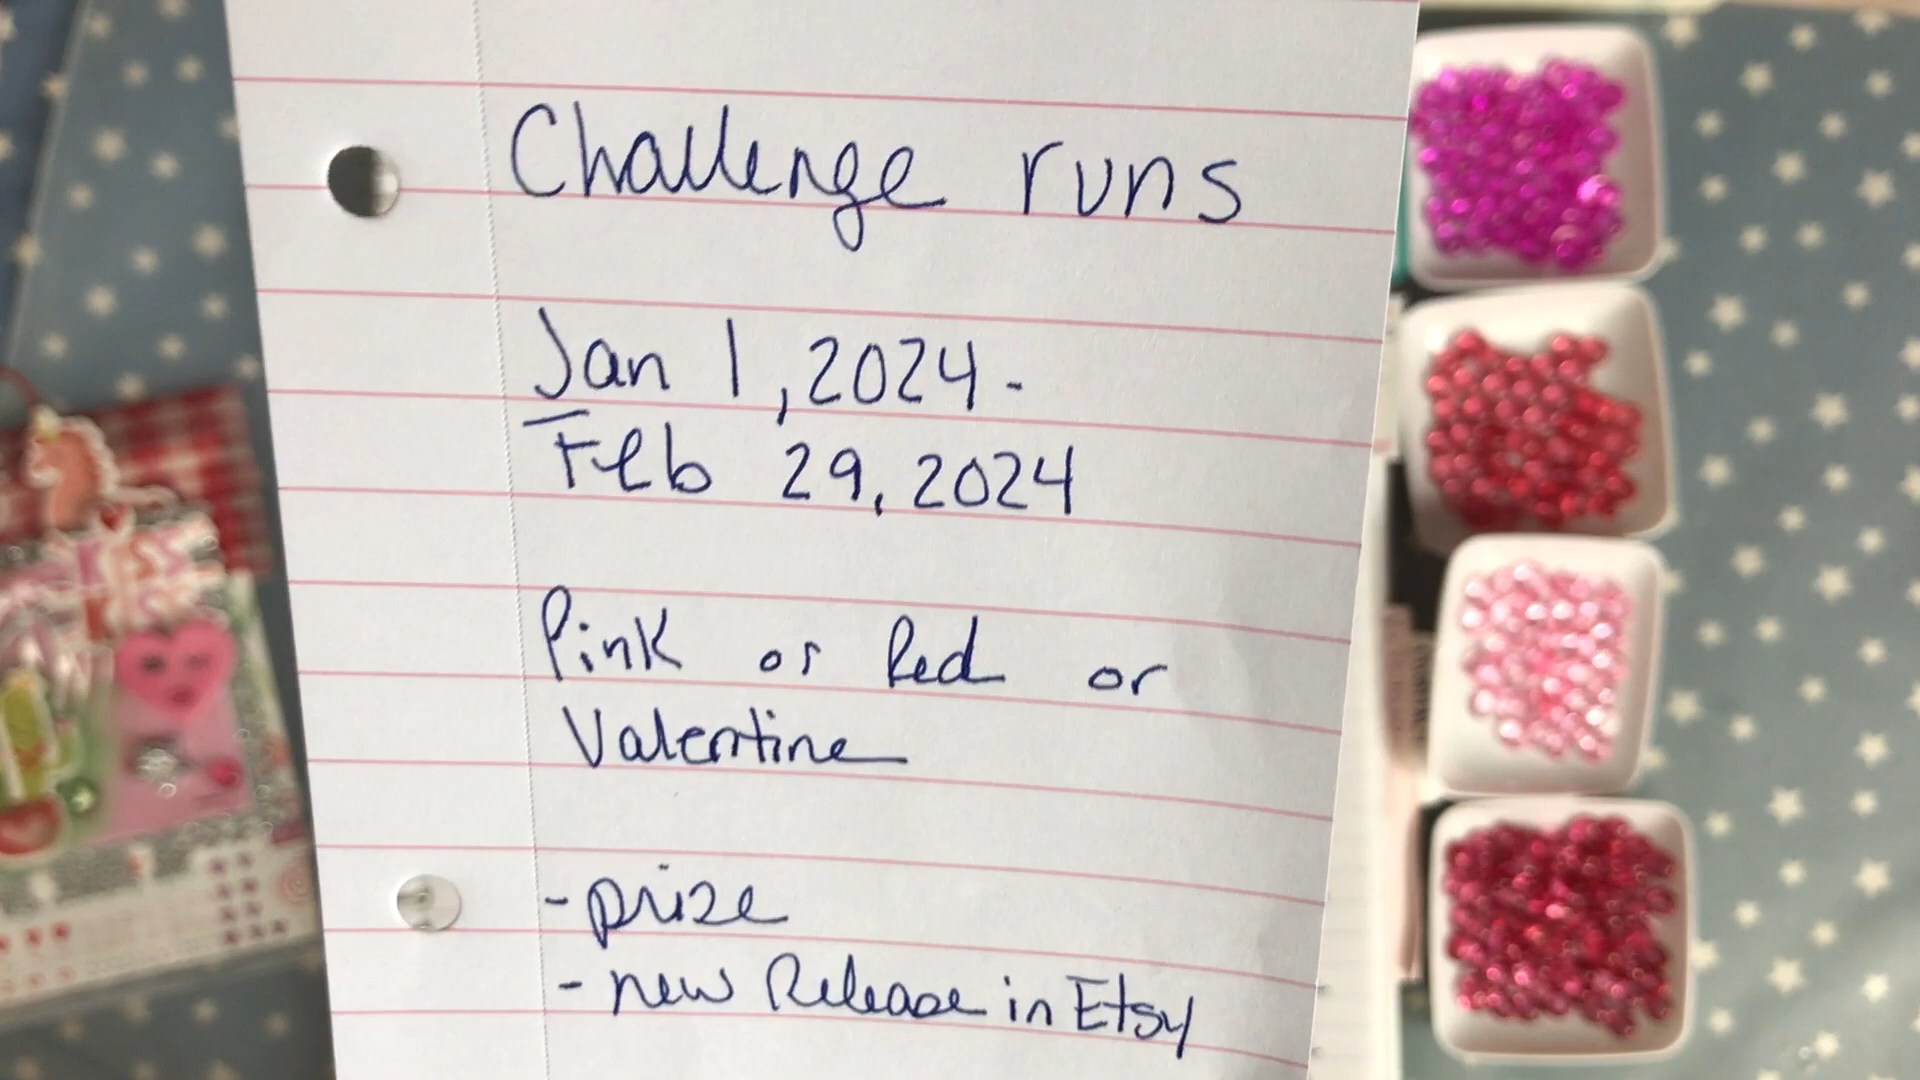 Challenge runs
Jan 1, 2024 -
Feb 29, 2024
Pink or Red or
Valentine
- prize
- new Release in Etsy